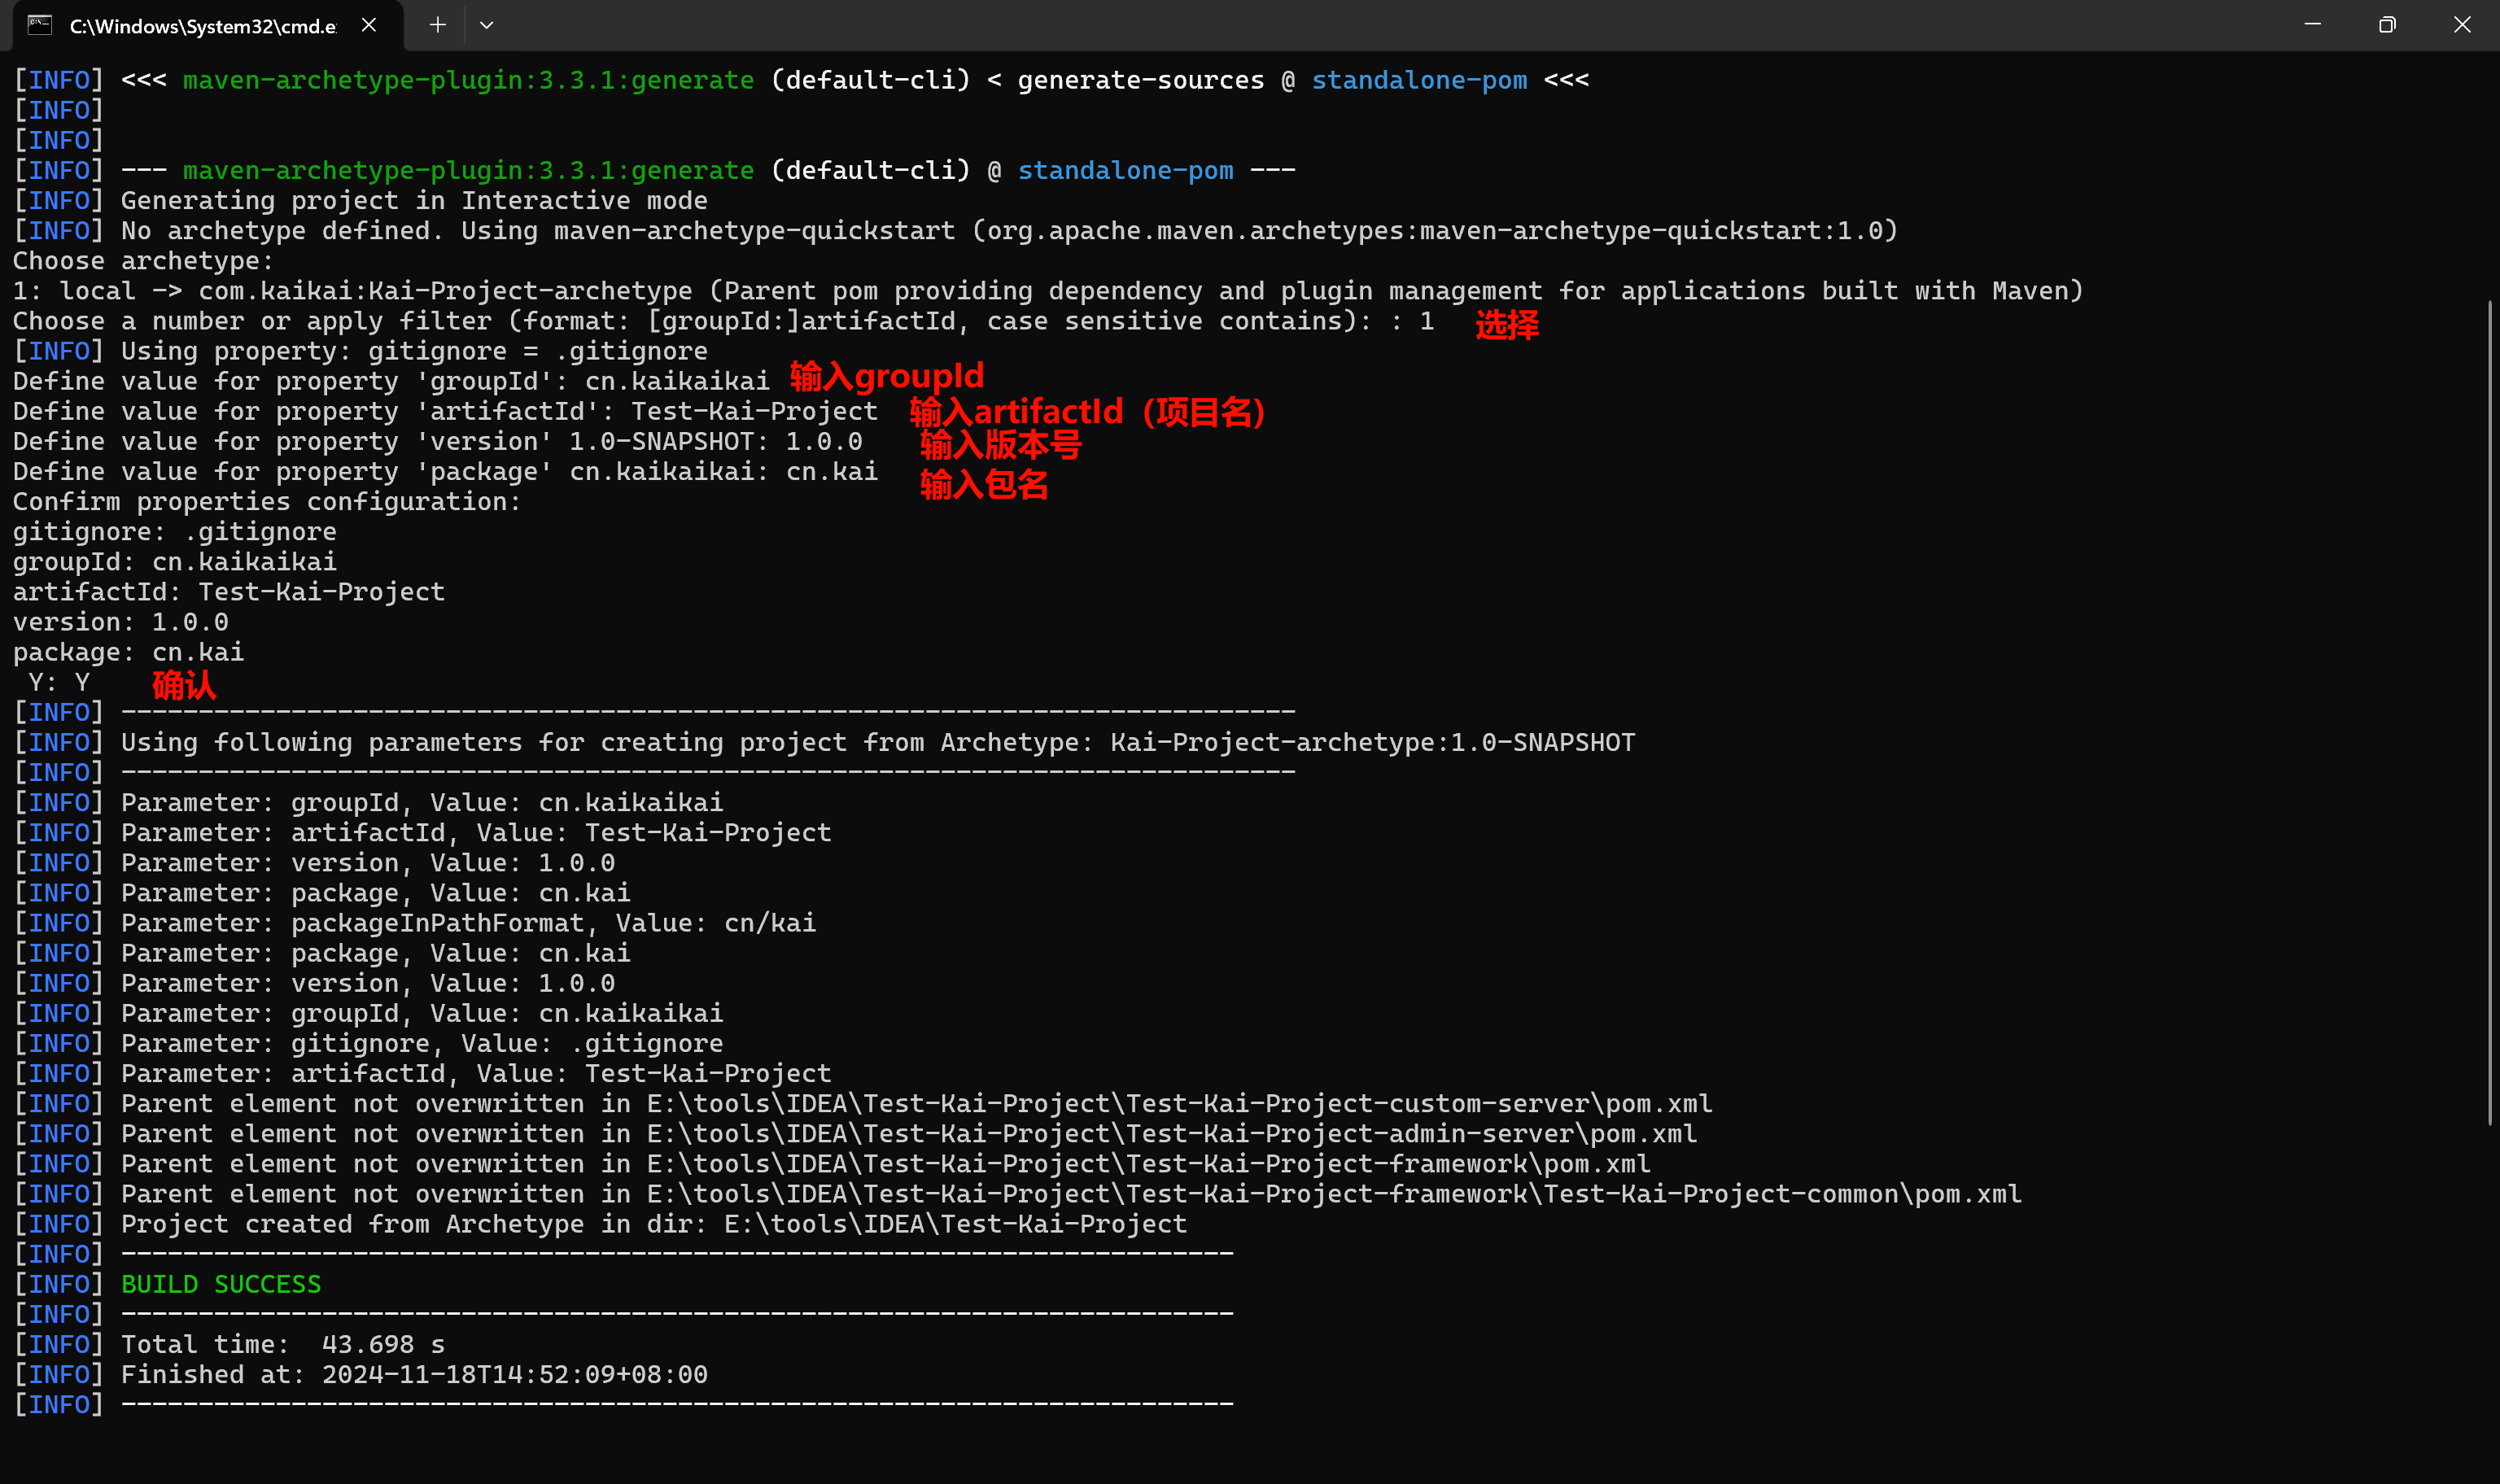 C:\Windows\System32\cmd.e
[INFO] <<< maven-archetype-plugin:3.3.1:generate (default-cli) < generate-sources @ standalone-pom <<<
[INFO]
[INFO]
[INFO] --- maven-archetype-plugin:3.3.1:generate (default-cli) @ standalone-pom ---
[INFO] Generating project in Interactive mode
[INFO] No archetype defined. Using maven-archetype-quickstart (org.apache.maven.archetypes:maven-archetype-quickstart:1.0)
Choose archetype:
1: local -> com.kaikai:Kai-Project-archetype (Parent pom providing dependency and plugin management for applications built with Maven)
Choose a number or apply filter (format: [groupId:]artifactId, case sensitive contains): : 1 选择
[INFO] Using property: gitignore = .gitignore
Define value for property 'groupId': cn.kaikaikai 输入groupId
Define value for property 'artifactId': Test-Kai-Project 输入artifactId（项目名）
Define value for property 'version' 1.0-SNAPSHOT: 1.0.0 输入版本号
Define value for property 'package' cn.kaikaikai: cn.kai 输入包名
Confirm properties configuration:
gitignore: .gitignore
groupId: cn.kaikaikai
artifactId: Test-Kai-Project
version: 1.0.0
package: cn.kai
Y: Y 确认
[INFO] ----------------------------------------------------------------------------
[INFO] Using following parameters for creating project from Archetype: Kai-Project-archetype:1.0-SNAPSHOT
[INFO] ----------------------------------------------------------------------------
[INFO] Parameter: groupId, Value: cn.kaikaikai
[INFO] Parameter: artifactId, Value: Test-Kai-Project
[INFO] Parameter: version, Value: 1.0.0
[INFO] Parameter: package, Value: cn.kai
[INFO] Parameter: packageInPathFormat, Value: cn/kai
[INFO] Parameter: package, Value: cn.kai
[INFO] Parameter: version, Value: 1.0.0
[INFO] Parameter: groupId, Value: cn.kaikaikai
[INFO] Parameter: gitignore, Value: .gitignore
[INFO] Parameter: artifactId, Value: Test-Kai-Project
[INFO] Parent element not overwritten in E:\tools\IDEA\Test-Kai-Project\Test-Kai-Project-custom-server\pom.xml
[INFO] Parent element not overwritten in E:\tools\IDEA\Test-Kai-Project\Test-Kai-Project-admin-server\pom.xml
[INFO] Parent element not overwritten in E:\tools\IDEA\Test-Kai-Project\Test-Kai-Project-framework\pom.xml
[INFO] Parent element not overwritten in E:\tools\IDEA\Test-Kai-Project\Test-Kai-Project-framework\Test-Kai-Project-common\pom.xml
[INFO] Project created from Archetype in dir: E:\tools\IDEA\Test-Kai-Project
[INFO] ------------------------------------------------------------------------
[INFO] BUILD SUCCESS
[INFO] ------------------------------------------------------------------------
[INFO] Total time:  43.698 s
[INFO] Finished at: 2024-11-18T14:52:09+08:00
[INFO] ------------------------------------------------------------------------